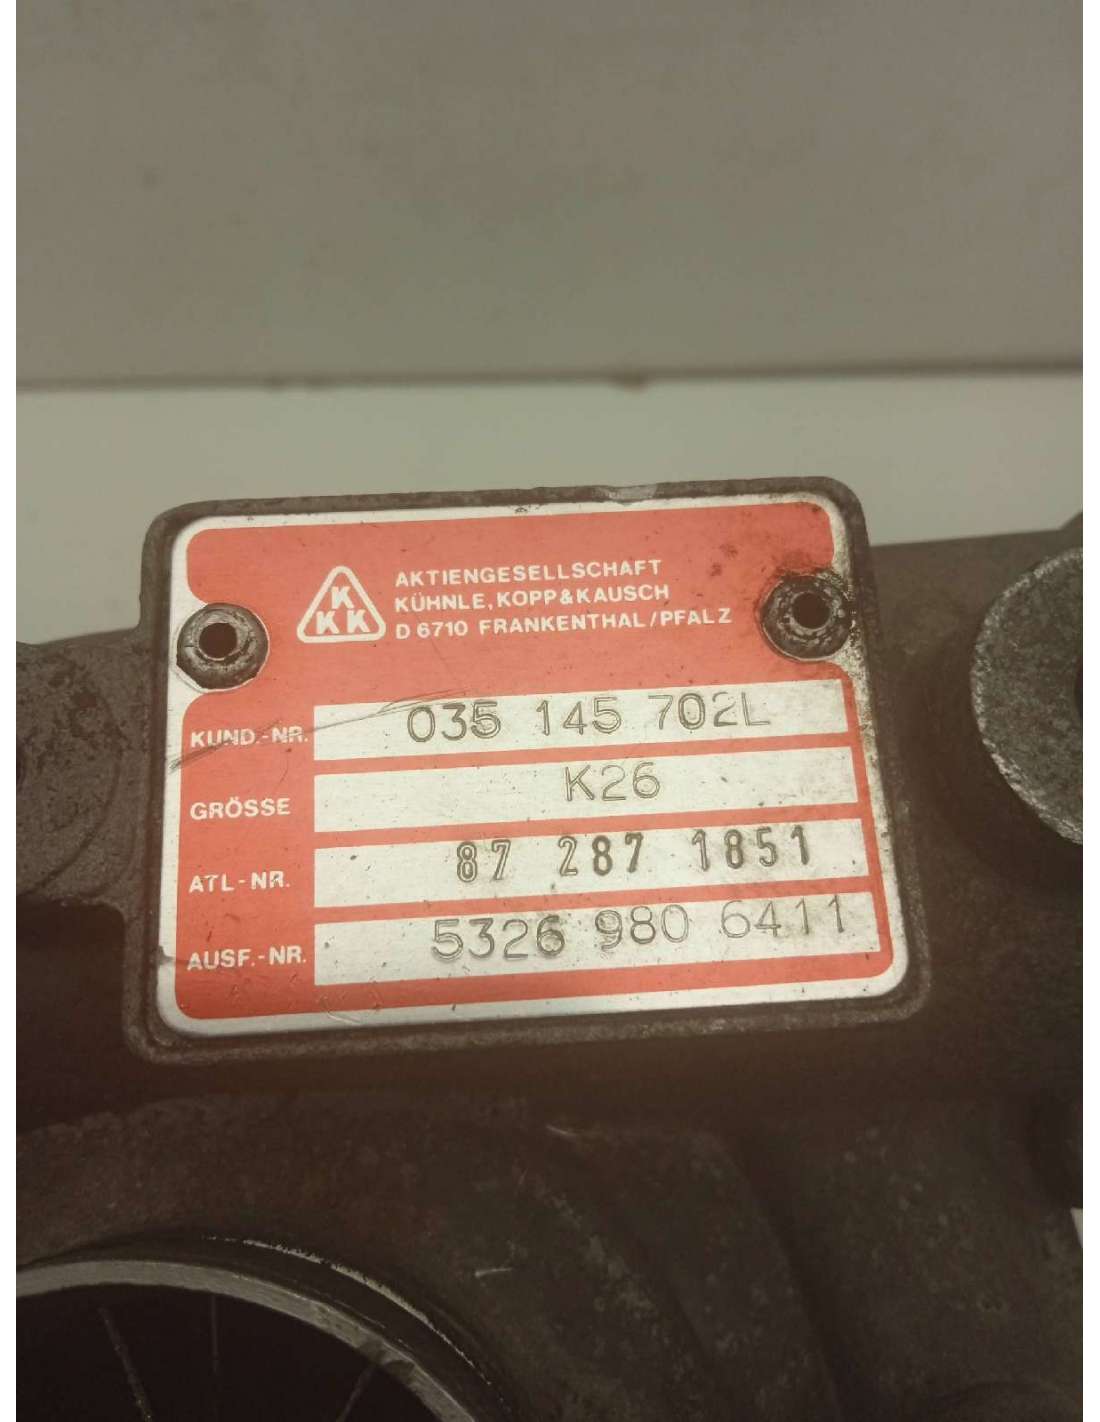 K
KK
AKTIENGESELLSCHAFT
KÜHNLE, KOPP & KAUSCH
D 6710 FRANKENTHAL/PFALZ
KUND.-NR. 035 145 702L
GRÖSSE K26
ATL-NR. 87 287 1851
AUSF.-NR. 5326 980 6411